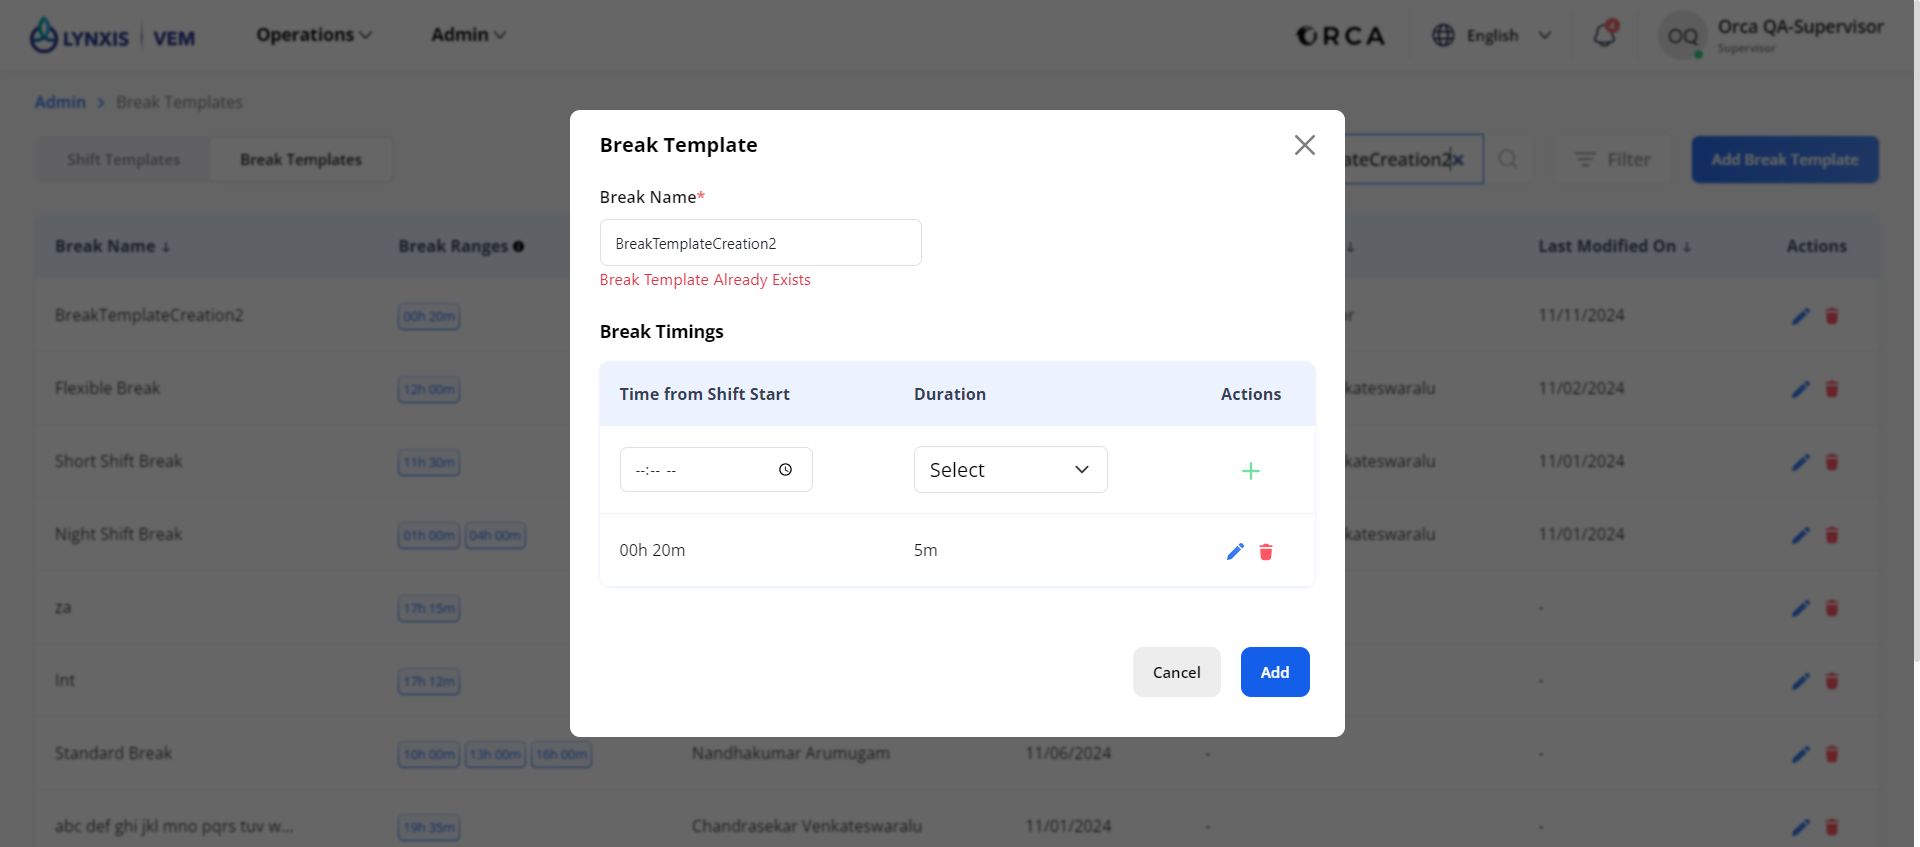 LYNXIS | VEM Operations Admin ORCA English 4 OQ Orca QA-Supervisor
Supervisor
Admin > Break Templates
Shift Templates Break Templates ateCreation2 Filter Add Break Template
Break Name ↓ Break Ranges Last Modified On ↓ Actions
BreakTemplateCreation2 00h 20m or 11/11/2024
Flexible Break 12h 00m kateswaralu 11/02/2024
Short Shift Break 11h 30m kateswaralu 11/01/2024
Night Shift Break 01h 00m 04h 00m kateswaralu 11/01/2024
za 17h 15m -
Int 17h 12m -
Standard Break 10h 00m 13h 00m 16h 00m Nandhakumar Arumugam 11/06/2024 - -
abc def ghi jkl mno pqrs tuv w... 19h 35m Chandrasekar Venkateswaralu 11/01/2024 - -
Break Template
Break Name*
BreakTemplateCreation2
Break Template Already Exists
Break Timings
Time from Shift Start Duration Actions
--:-- -- Select
00h 20m 5m
Cancel Add